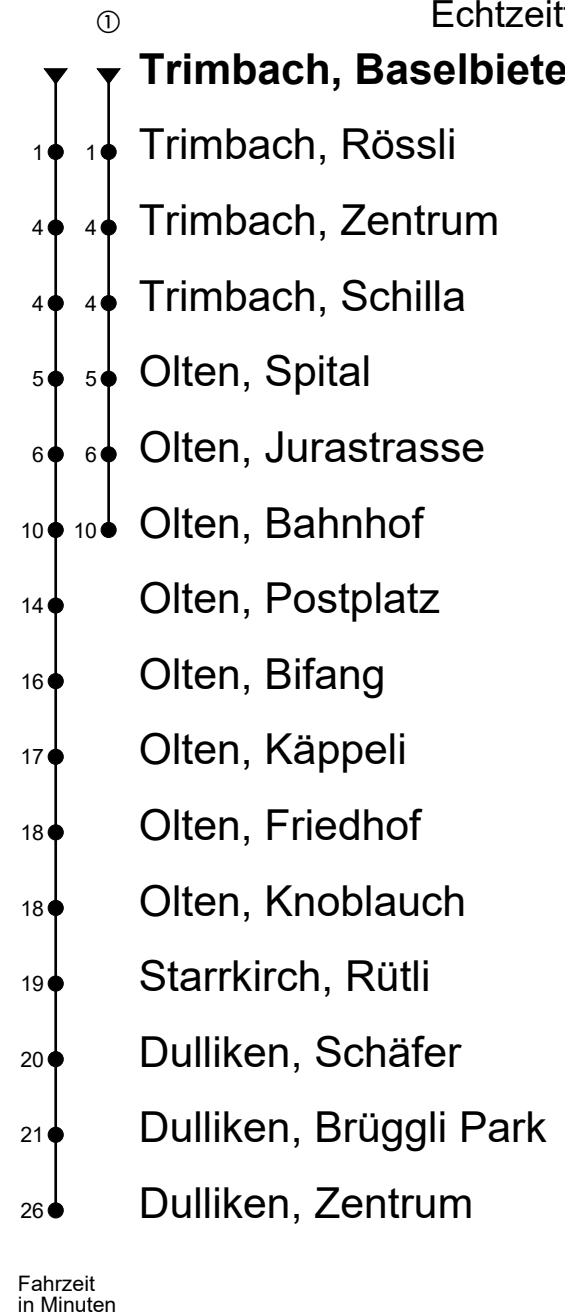 ① Echtzeit
Trimbach, Baselbiete
1 1 Trimbach, Rössli
4 4 Trimbach, Zentrum
4 4 Trimbach, Schilla
5 5 Olten, Spital
6 6 Olten, Jurastrasse
10 10 Olten, Bahnhof
14 Olten, Postplatz
16 Olten, Bifang
17 Olten, Käppeli
18 Olten, Friedhof
18 Olten, Knoblauch
19 Starrkirch, Rütli
20 Dulliken, Schäfer
21 Dulliken, Brüggli Park
26 Dulliken, Zentrum
Fahrzeit
in Minuten